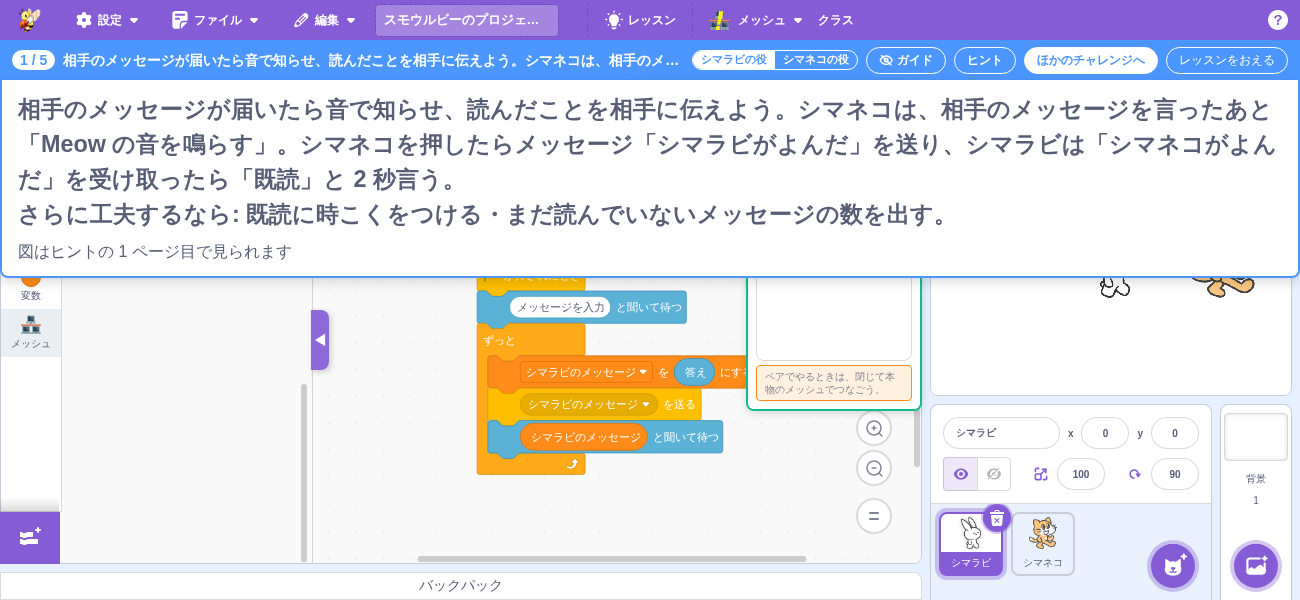 設定 ファイル 編集 スモウルビーのプロジェ… レッスン メッシュ クラス ?
1 / 5 相手のメッセージが届いたら音で知らせ、読んだことを相手に伝えよう。シマネコは、相手のメ… シマラビの役 シマネコの役 ガイド ヒント ほかのチャレンジへ レッスンをおえる
相手のメッセージが届いたら音で知らせ、読んだことを相手に伝えよう。シマネコは、相手のメッセージを言ったあと
「Meow の音を鳴らす」。シマネコを押したらメッセージ「シマラビがよんだ」を送り、シマラビは「シマネコがよん
だ」を受け取ったら「既読」と 2 秒言う。
さらに工夫するなら: 既読に時こくをつける・まだ読んでいないメッセージの数を出す。
図はヒントの 1 ページ目で見られます
変数
メッシュ
メッセージを入力 と聞いて待つ
ずっと
シマラビのメッセージ を 答え にする
シマラビのメッセージ を送る
シマラビのメッセージ と聞いて待つ
ペアでやるときは、閉じて本
物のメッシュでつなごう。
シマラビ x 0 y 0
100 90
シマラビ
シマネコ
背景
1
バックパック